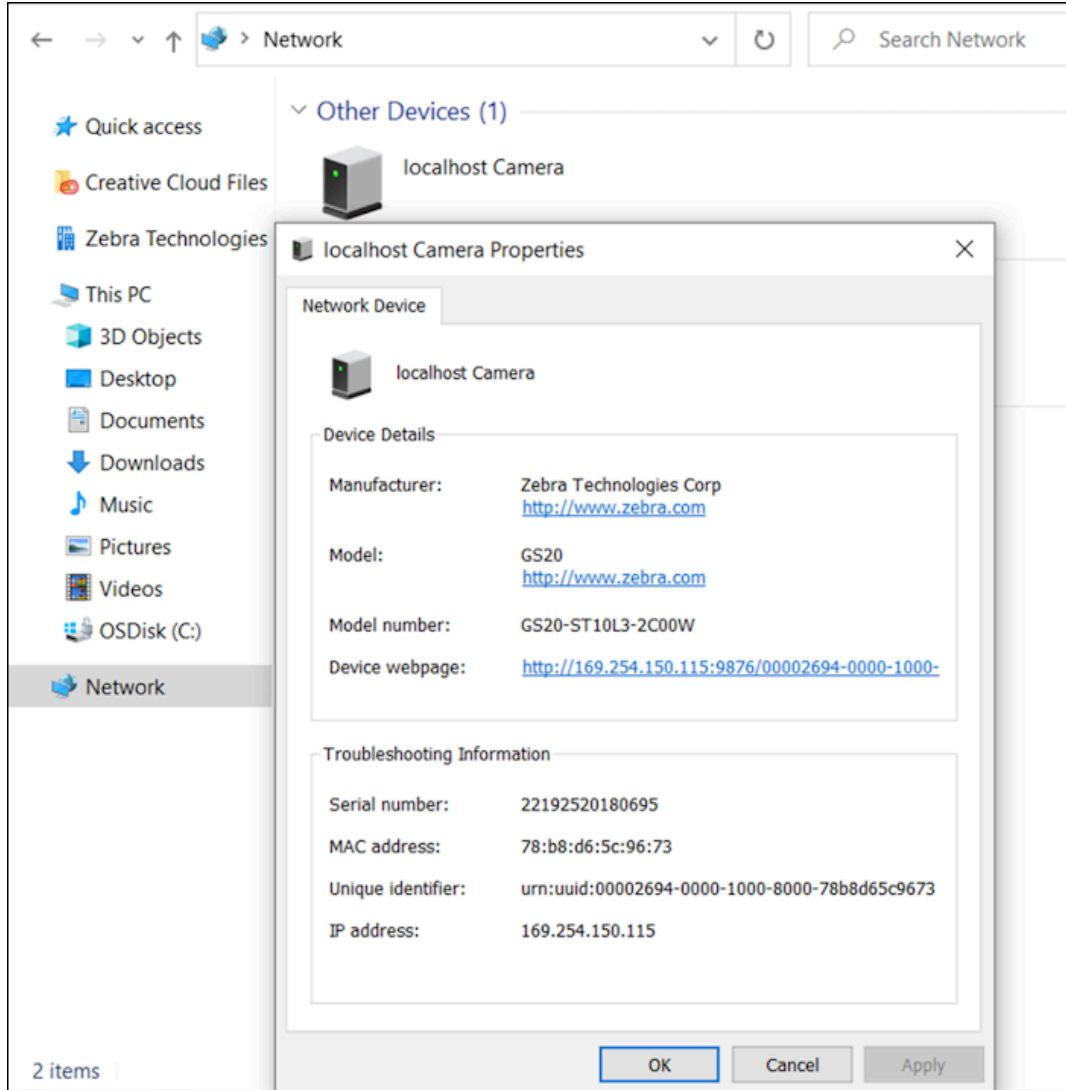 Network
Search Network
Quick access
Creative Cloud Files
Zebra Technologies
This PC
3D Objects
Desktop
Documents
Downloads
Music
Pictures
Videos
OSDisk (C:)
Network
2 items
Other Devices (1)
localhost Camera
localhost Camera Properties
Network Device
localhost Camera
Device Details
Manufacturer: Zebra Technologies Corp
http://www.zebra.com
Model: GS20
http://www.zebra.com
Model number: GS20-ST10L3-2C00W
Device webpage: http://169.254.150.115:9876/00002694-0000-1000-
Troubleshooting Information
Serial number: 22192520180695
MAC address: 78:b8:d6:5c:96:73
Unique identifier: urn:uuid:00002694-0000-1000-8000-78b8d65c9673
IP address: 169.254.150.115
OK Cancel Apply